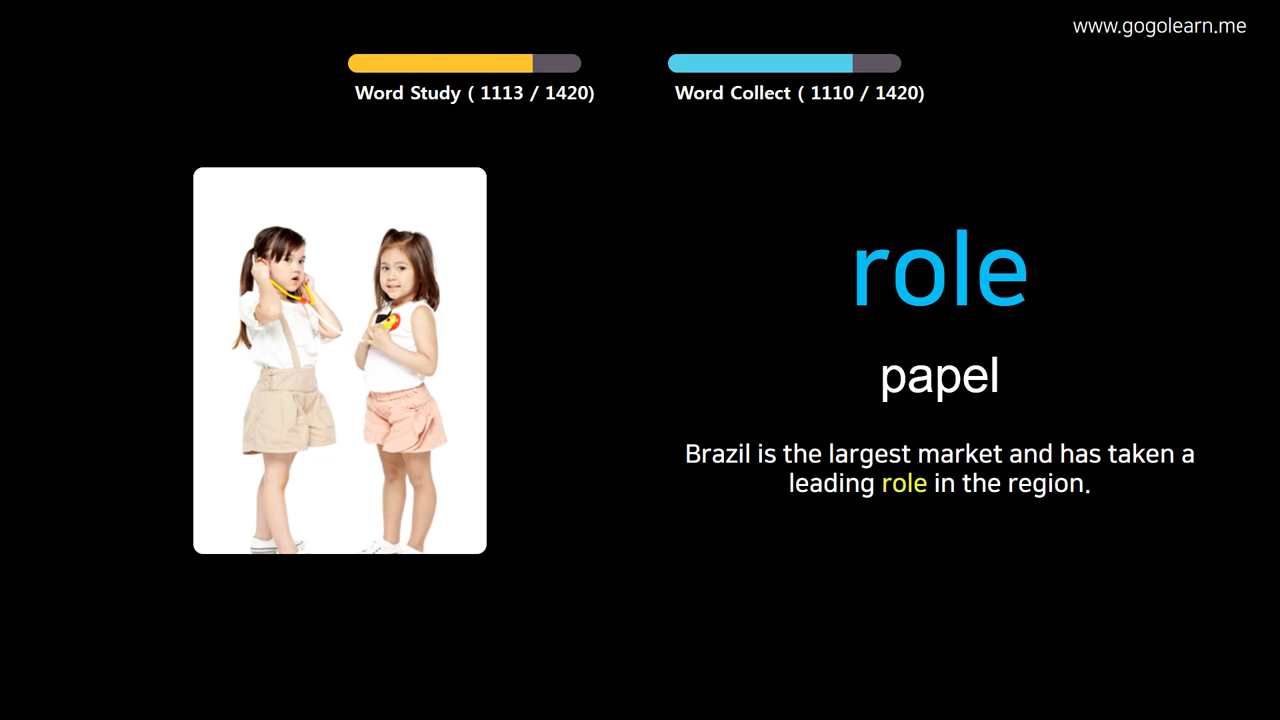 www.gogolearn.me
Word Study ( 1113 / 1420)
Word Collect ( 1110 / 1420)
role
papel
Brazil is the largest market and has taken a
leading role in the region.